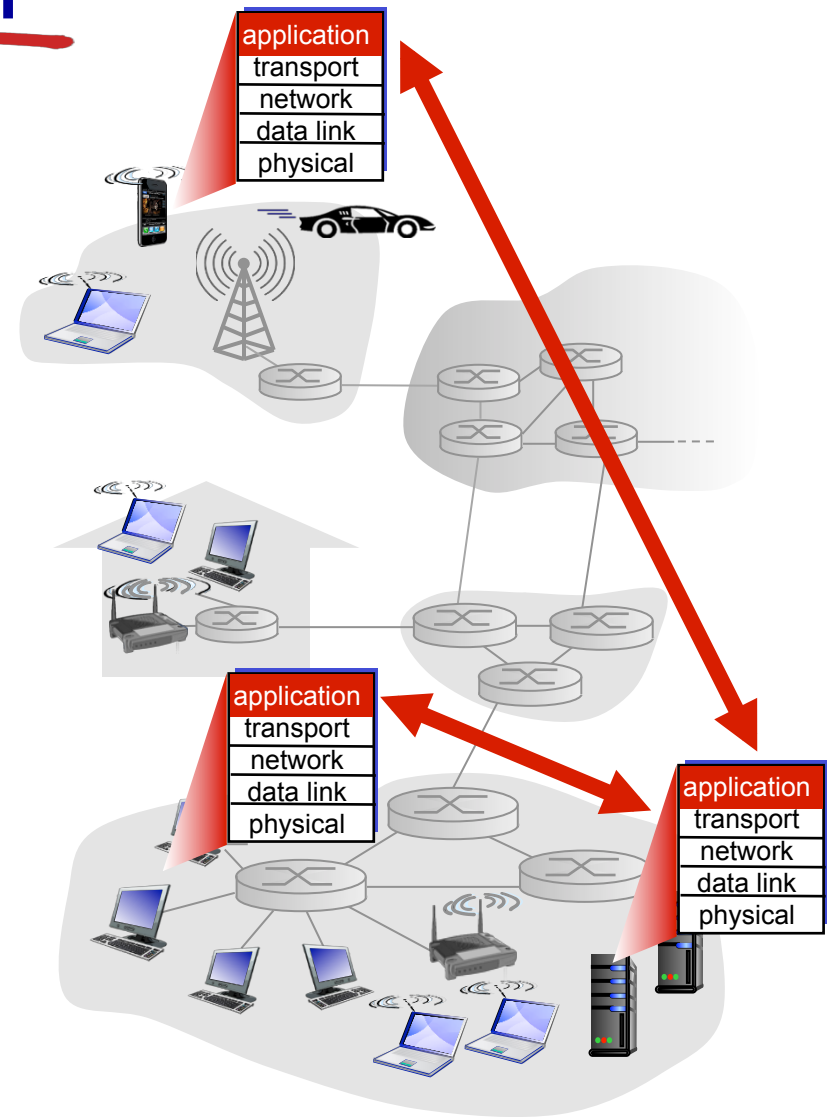 application
transport
network
data link
physical
application
transport
network
data link
physical
application
transport
network
data link
physical